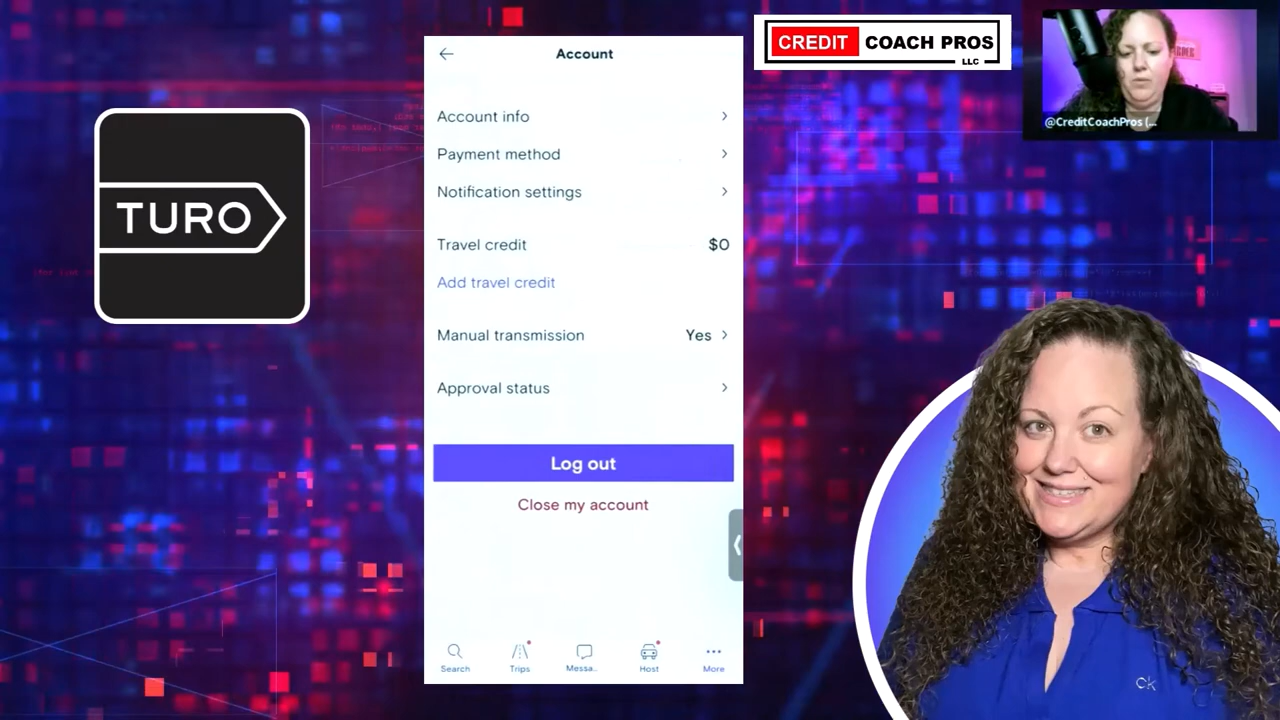 TURO
Account
Account info
Payment method
Notification settings
Travel credit $0
Add travel credit
Manual transmission Yes
Approval status
Log out
Close my account
Search Trips Messa.. Host More
CREDIT COACH PROS
LLC
@CreditCoachPros (...
ck